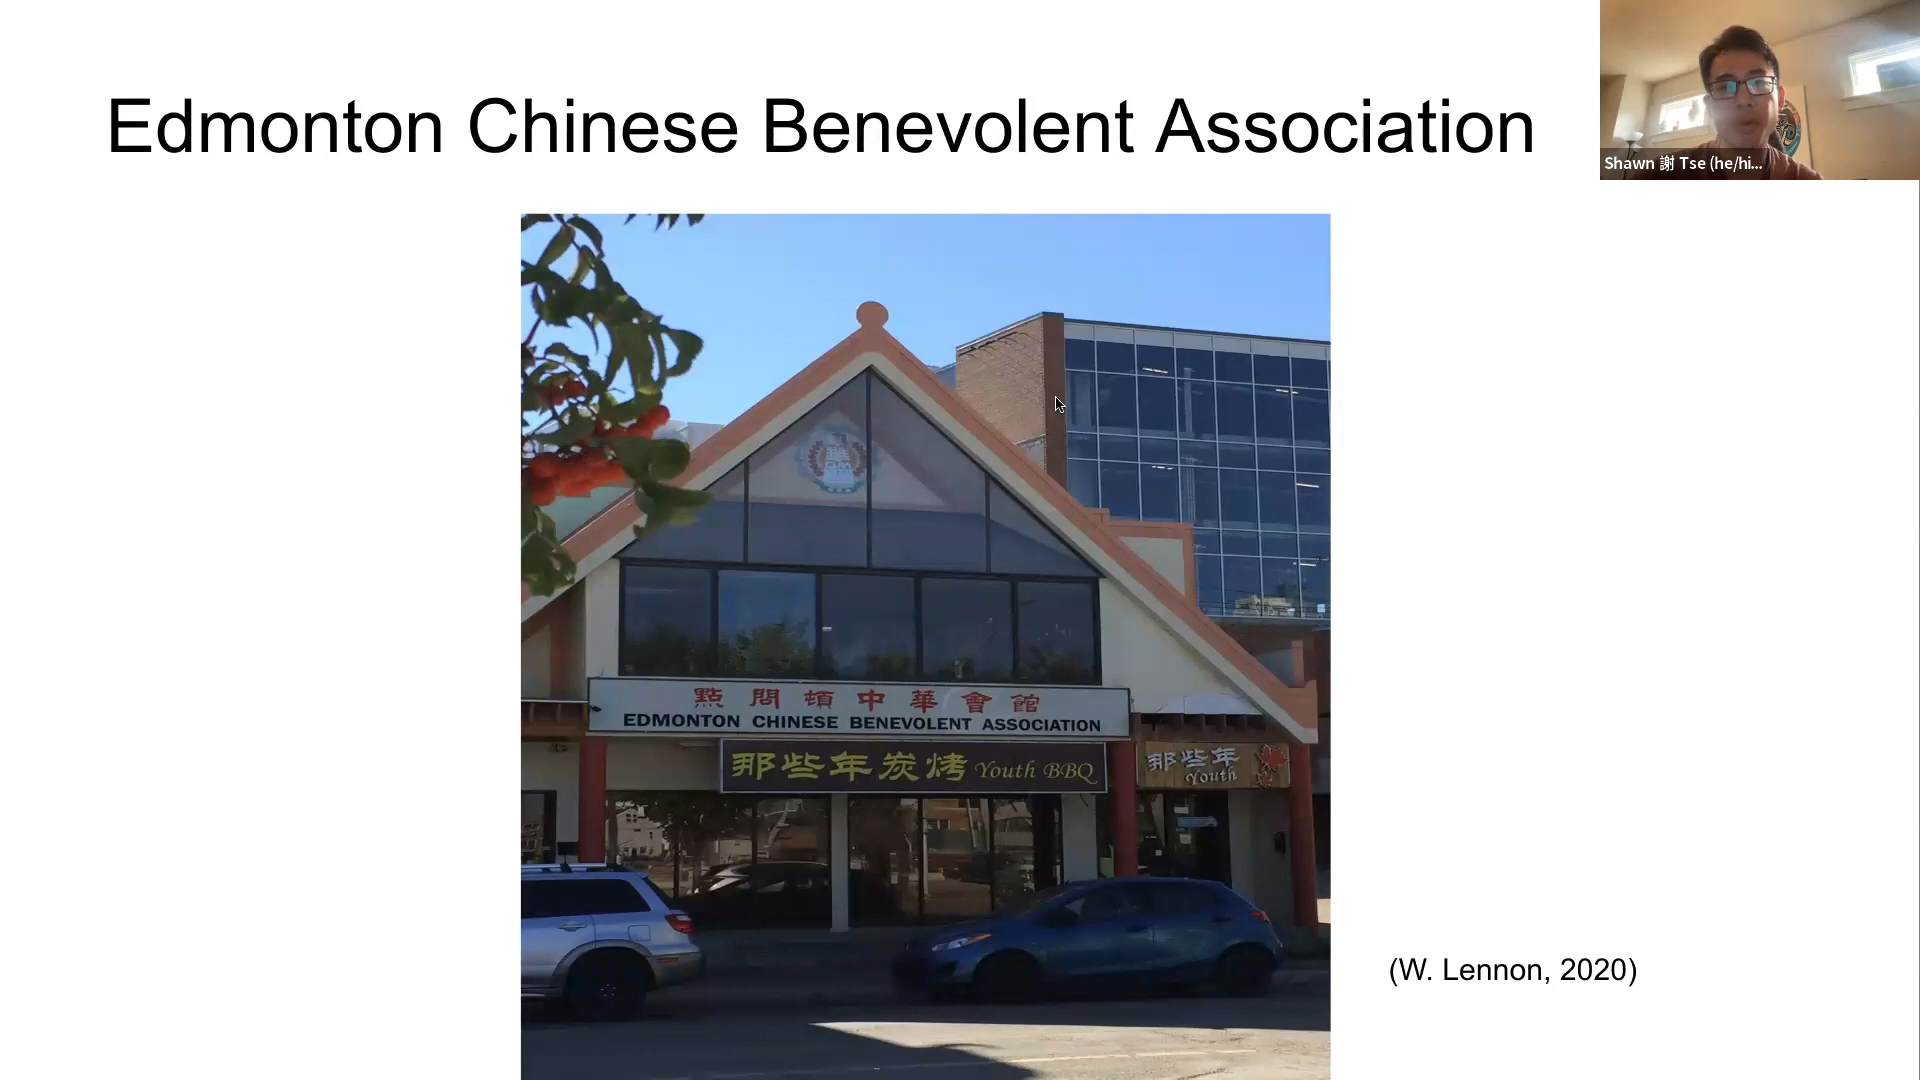 Edmonton Chinese Benevolent Association
Shawn 謝 Tse (he/hi...
點問頓中華會館
EDMONTON CHINESE BENEVOLENT ASSOCIATION
那些年炭烤 Youth BBQ
那些年
Youth
(W. Lennon, 2020)